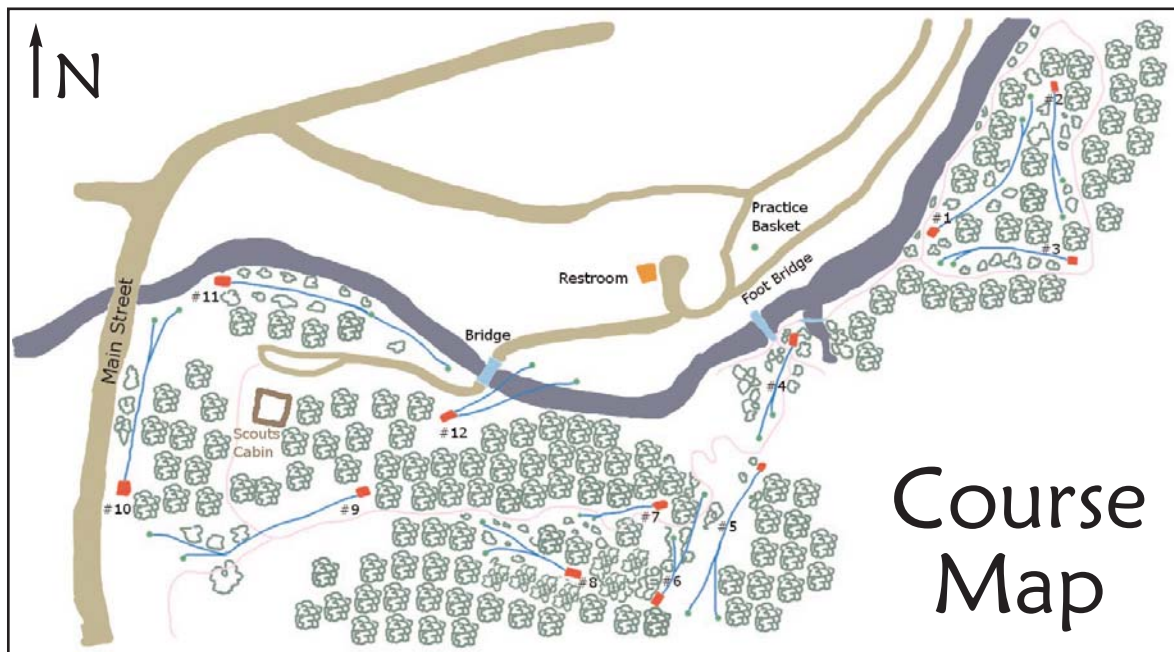 N
#2
Practice
Basket
#1
#3
Restroom
Foot Bridge
#11
Main Street
Bridge
#4
#12
Scouts
Cabin
#10
#9
#7
#5
#8
#6
Course
Map